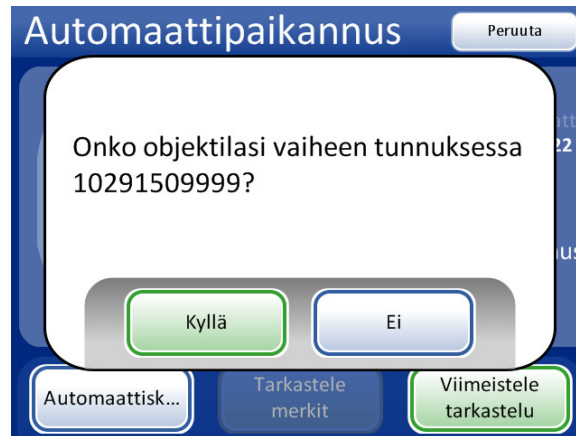 Automaattipaikannus
Peruuta
Onko objektilasi vaiheen tunnuksessa
10291509999?
Kyllä
Ei
Automaattisk...
Tarkastele
merkit
Viimeistele
tarkastelu